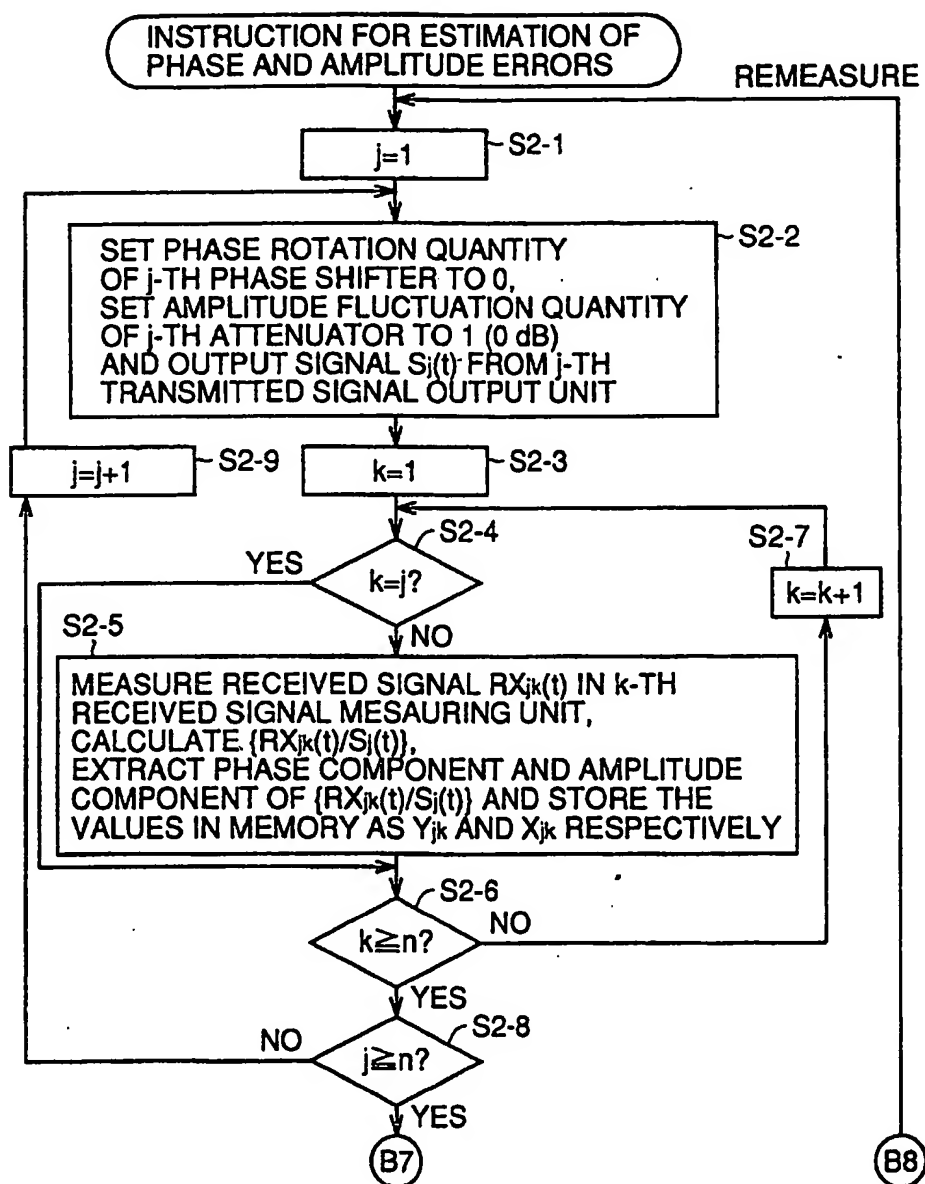 INSTRUCTION FOR ESTIMATION OF
PHASE AND AMPLITUDE ERRORS
REMEASURE
j=1
S2-1
S2-2
SET PHASE ROTATION QUANTITY
OF j-TH PHASE SHIFTER TO 0,
SET AMPLITUDE FLUCTUATION QUANTITY
OF j-TH ATTENUATOR TO 1 (0 dB)
AND OUTPUT SIGNAL Sj(t) FROM j-TH
TRANSMITTED SIGNAL OUTPUT UNIT
j=j+1
S2-9
k=1
S2-3
S2-4
S2-7
YES
k=j?
k=k+1
NO
S2-5
MEASURE RECEIVED SIGNAL RXjk(t) IN k-TH
RECEIVED SIGNAL MESAURING UNIT,
CALCULATE {RXjk(t)/Sj(t)},
EXTRACT PHASE COMPONENT AND AMPLITUDE
COMPONENT OF {RXjk(t)/Sj(t)} AND STORE THE
VALUES IN MEMORY AS Yjk AND Xjk RESPECTIVELY
S2-6
k≧n?
NO
YES
S2-8
NO
j≧n?
YES
B7
B8